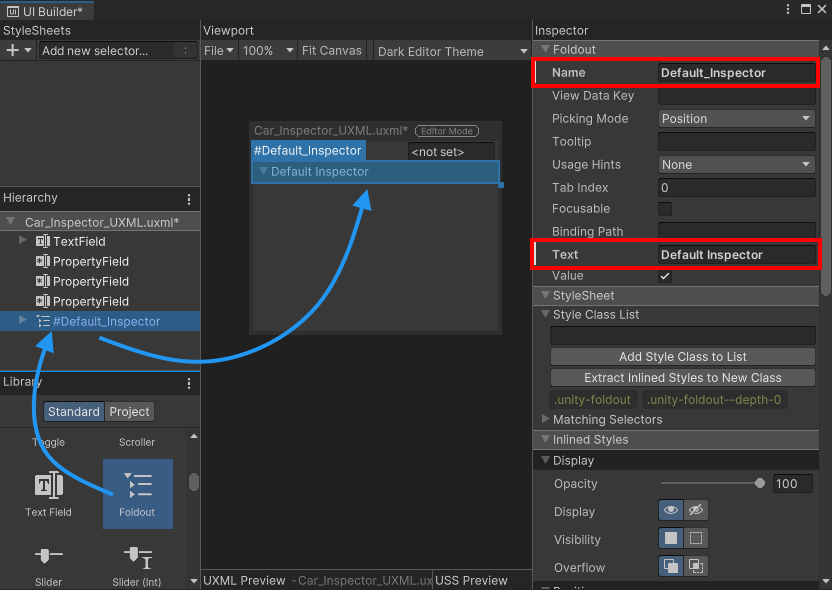 UI Builder*
StyleSheets
Add new selector...
Hierarchy
Car_Inspector_UXML.uxml*
TextField
PropertyField
PropertyField
PropertyField
#Default_Inspector
Library
Standard Project
Toggle Scroller
Text Field Foldout
Slider Slider (Int)
Viewport
File 100% Fit Canvas Dark Editor Theme
Car_Inspector_UXML.uxml* Editor Mode
#Default_Inspector <not set>
Default Inspector
UXML Preview - Car_Inspector_UXML.ux USS Preview
Inspector
Foldout
Name Default_Inspector
View Data Key
Picking Mode Position
Tooltip
Usage Hints None
Tab Index 0
Focusable
Binding Path
Text Default Inspector
Value
StyleSheet
Style Class List
Add Style Class to List
Extract Inlined Styles to New Class
.unity-foldout .unity-foldout--depth-0
Matching Selectors
Inlined Styles
Display
Opacity 100
Display
Visibility
Overflow